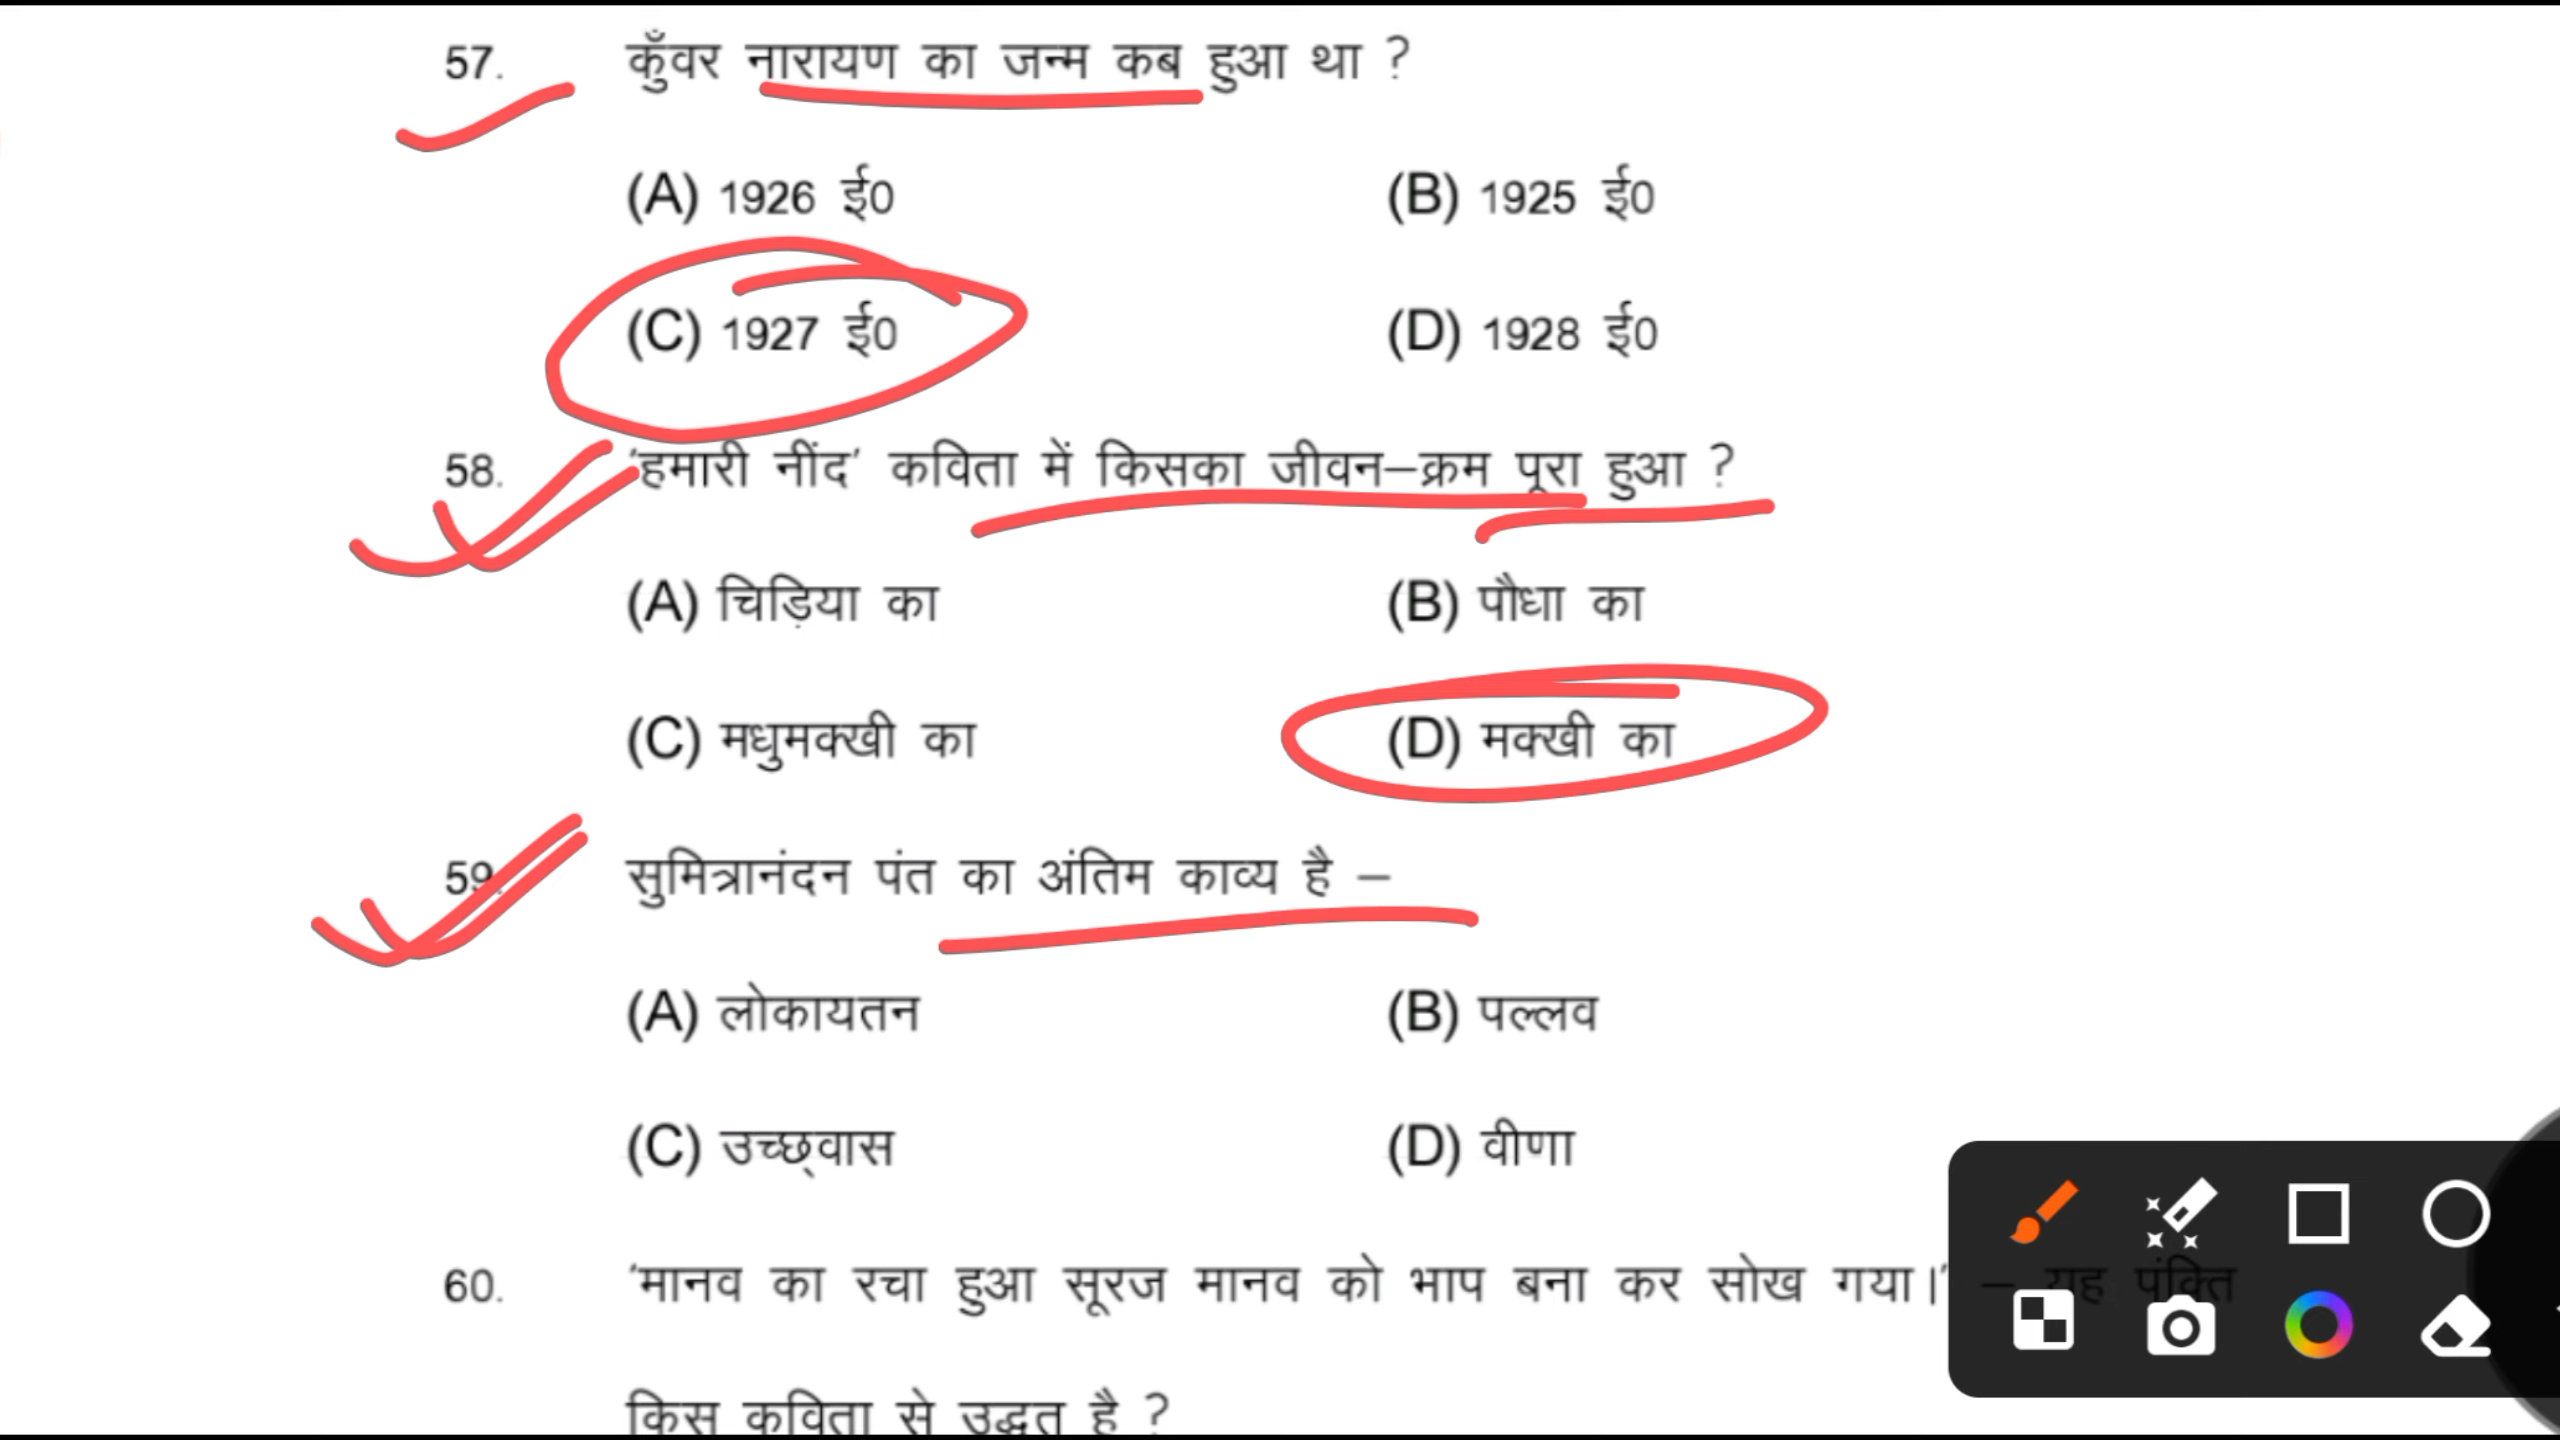 57. कुँवर नारायण का जन्म कब हुआ था ?
(A) 1926 ई0 (B) 1925 ई0
(C) 1927 ई0 (D) 1928 ई0
58. 'हमारी नींद' कविता में किसका जीवन–क्रम पूरा हुआ ?
(A) चिड़िया का (B) पौधा का
(C) मधुमक्खी का (D) मक्खी का
59. सुमित्रानंदन पंत का अंतिम काव्य है –
(A) लोकायतन (B) पल्लव
(C) उच्छ्वास (D) वीणा
60. 'मानव का रचा हुआ सूरज मानव को भाप बना कर सोख गया।' – यह पंक्ति
किस कविता से उद्धृत है ?